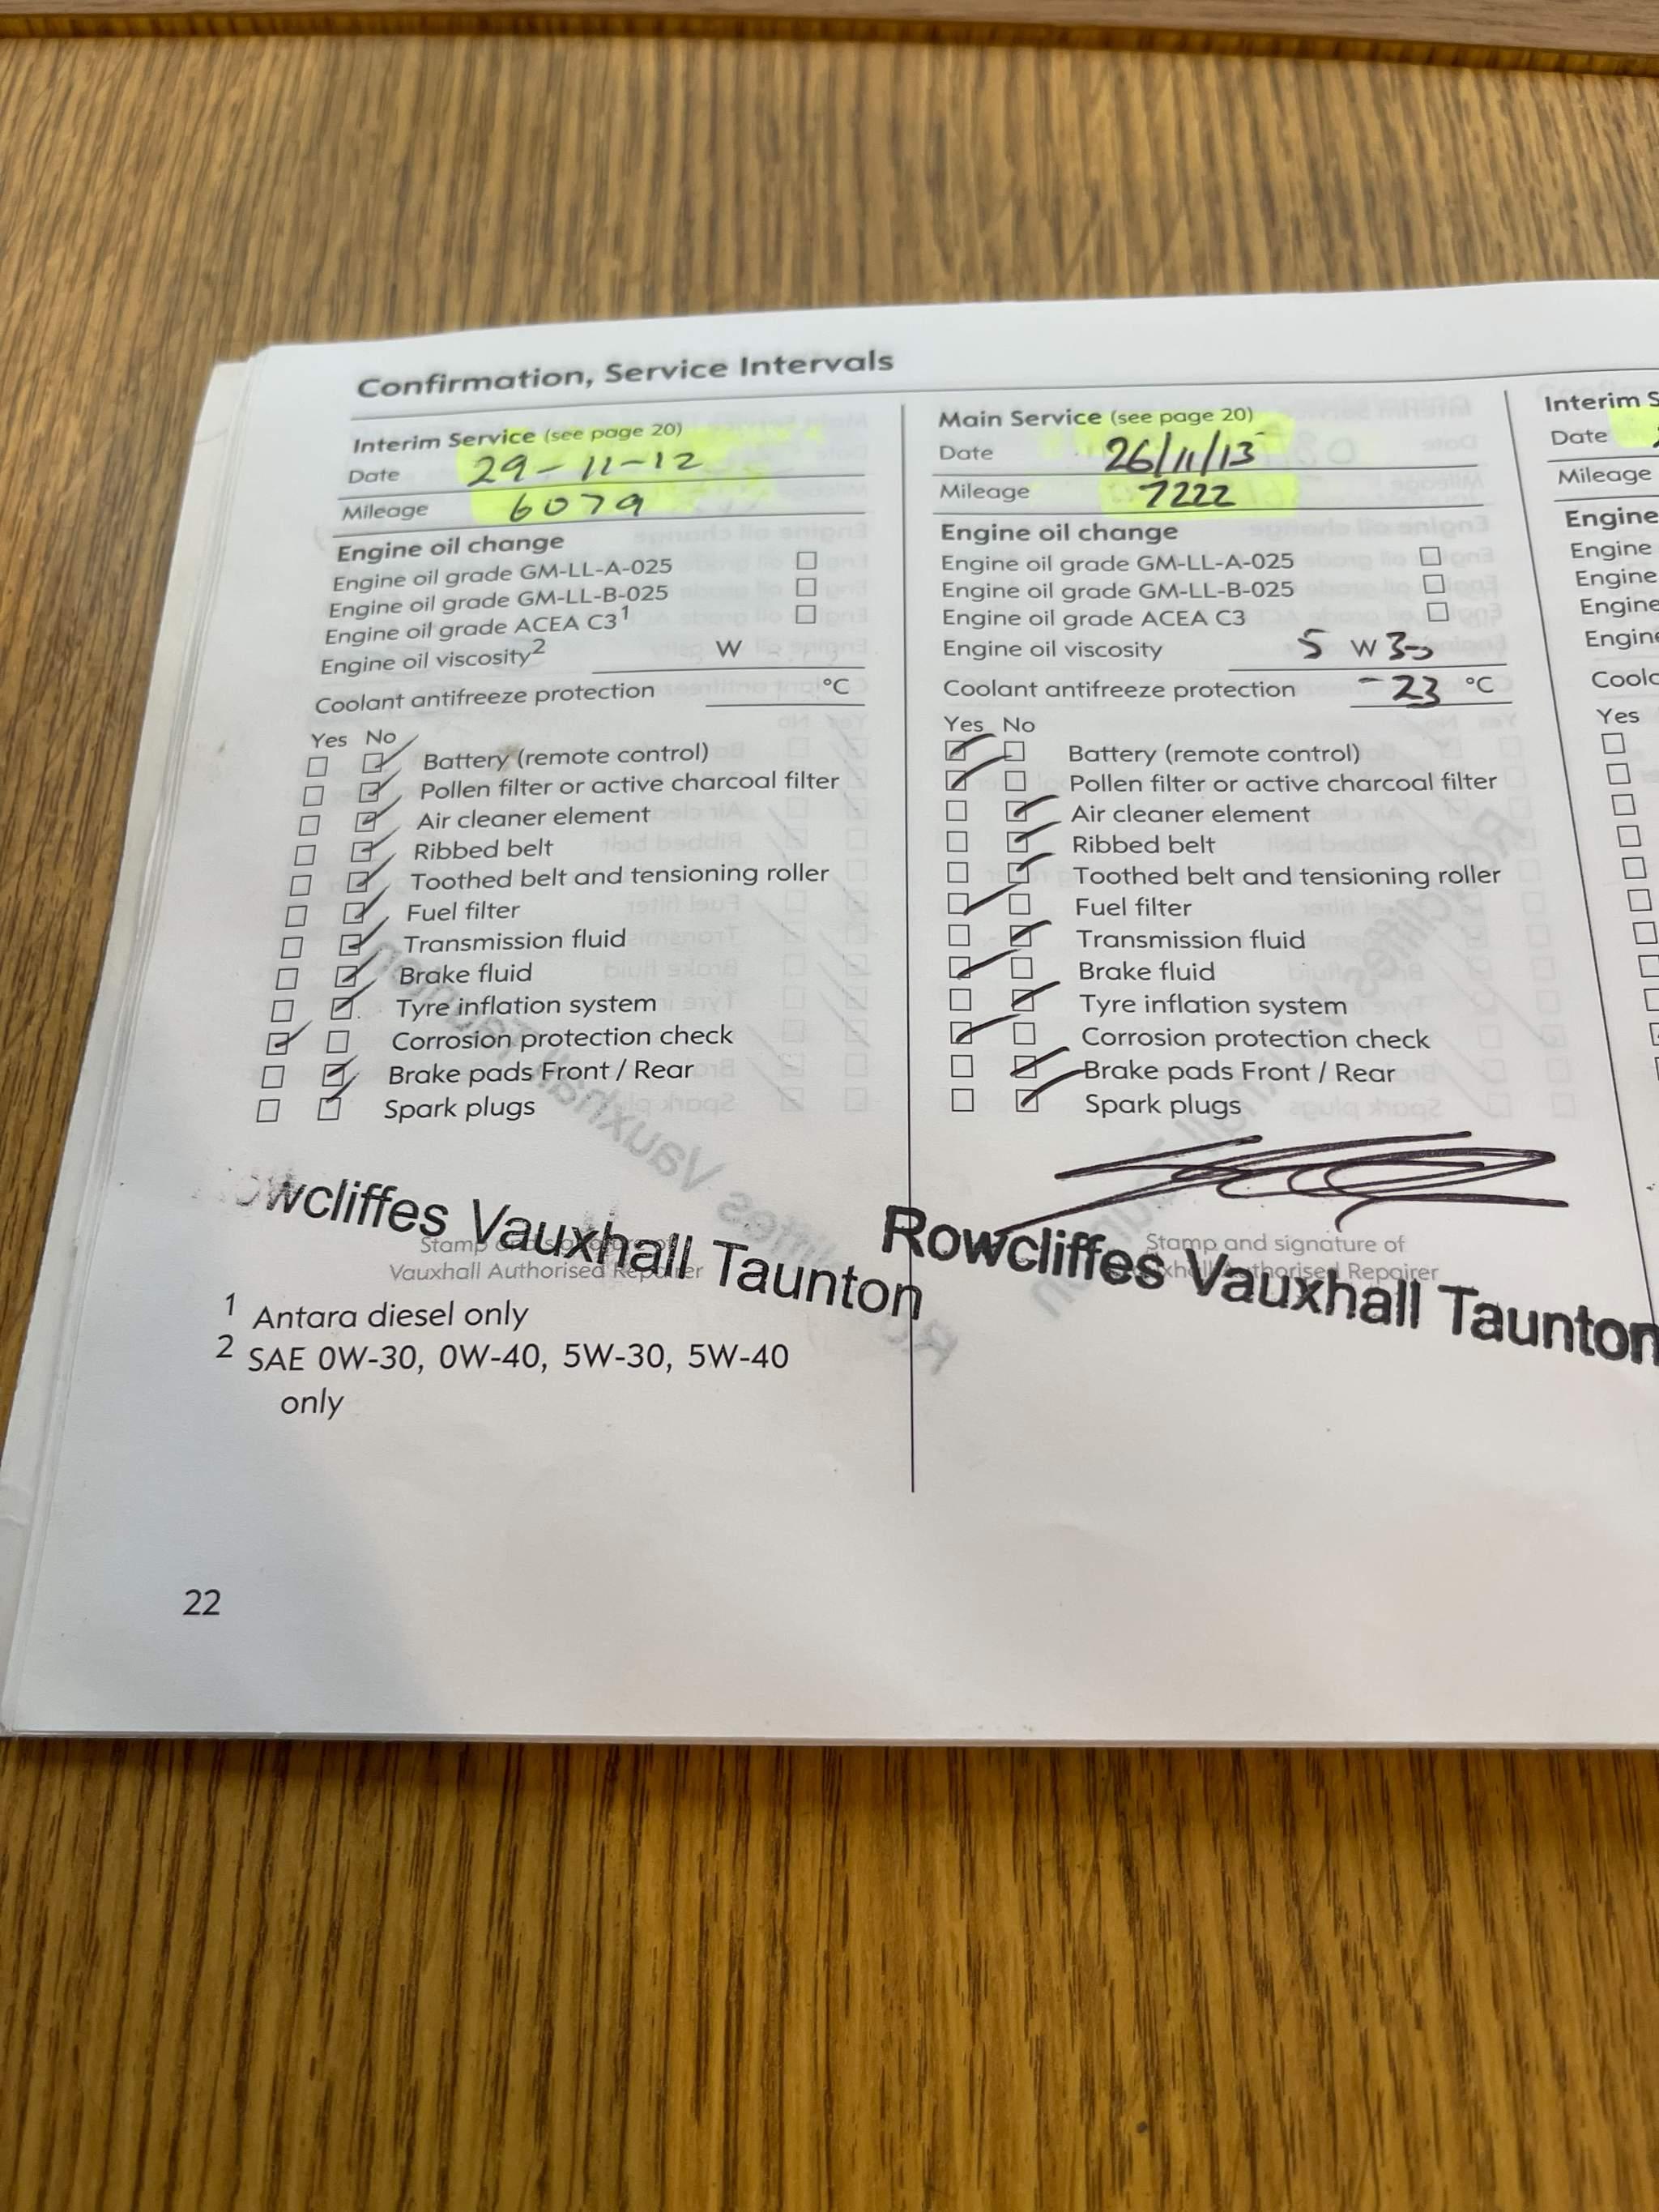 Confirmation, Service Intervals
Interim Service (see page 20)
Date 29-11-12
Mileage 6079
Engine oil change
Engine oil grade GM-LL-A-025
Engine oil grade GM-LL-B-025
Engine oil grade ACEA C3¹
Engine oil viscosity² W
Coolant antifreeze protection °C
Yes No
Battery (remote control)
Pollen filter or active charcoal filter
Air cleaner element
Ribbed belt
Toothed belt and tensioning roller
Fuel filter
Transmission fluid
Brake fluid
Tyre inflation system
Corrosion protection check
Brake pads Front / Rear
Spark plugs
Rowcliffes Vauxhall Taunton
Stamp and signature of
Vauxhall Authorised Repairer
1 Antara diesel only
2 SAE 0W-30, 0W-40, 5W-30, 5W-40
only
22
Main Service (see page 20)
Date 26/11/13
Mileage 7222
Engine oil change
Engine oil grade GM-LL-A-025
Engine oil grade GM-LL-B-025
Engine oil grade ACEA C3
Engine oil viscosity 5 W 30
Coolant antifreeze protection -23 °C
Yes No
Battery (remote control)
Pollen filter or active charcoal filter
Air cleaner element
Ribbed belt
Toothed belt and tensioning roller
Fuel filter
Transmission fluid
Brake fluid
Tyre inflation system
Corrosion protection check
Brake pads Front / Rear
Spark plugs
Stamp and signature of
Vauxhall Authorised Repairer
Rowcliffes Vauxhall Taunton
Interim S
Date
Mileage
Engine
Engine
Engine
Engine
Engine
Coola
Yes